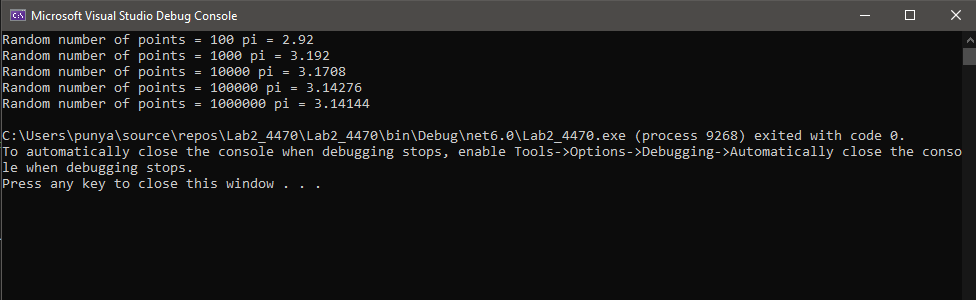 Microsoft Visual Studio Debug Console
Random number of points = 100 pi = 2.92
Random number of points = 1000 pi = 3.192
Random number of points = 10000 pi = 3.1708
Random number of points = 100000 pi = 3.14276
Random number of points = 1000000 pi = 3.14144
C:\Users\punya\source\repos\Lab2_4470\Lab2_4470\bin\Debug\net6.0\Lab2_4470.exe (process 9268) exited with code 0.
To automatically close the console when debugging stops, enable Tools->Options->Debugging->Automatically close the conso
le when debugging stops.
Press any key to close this window . . .